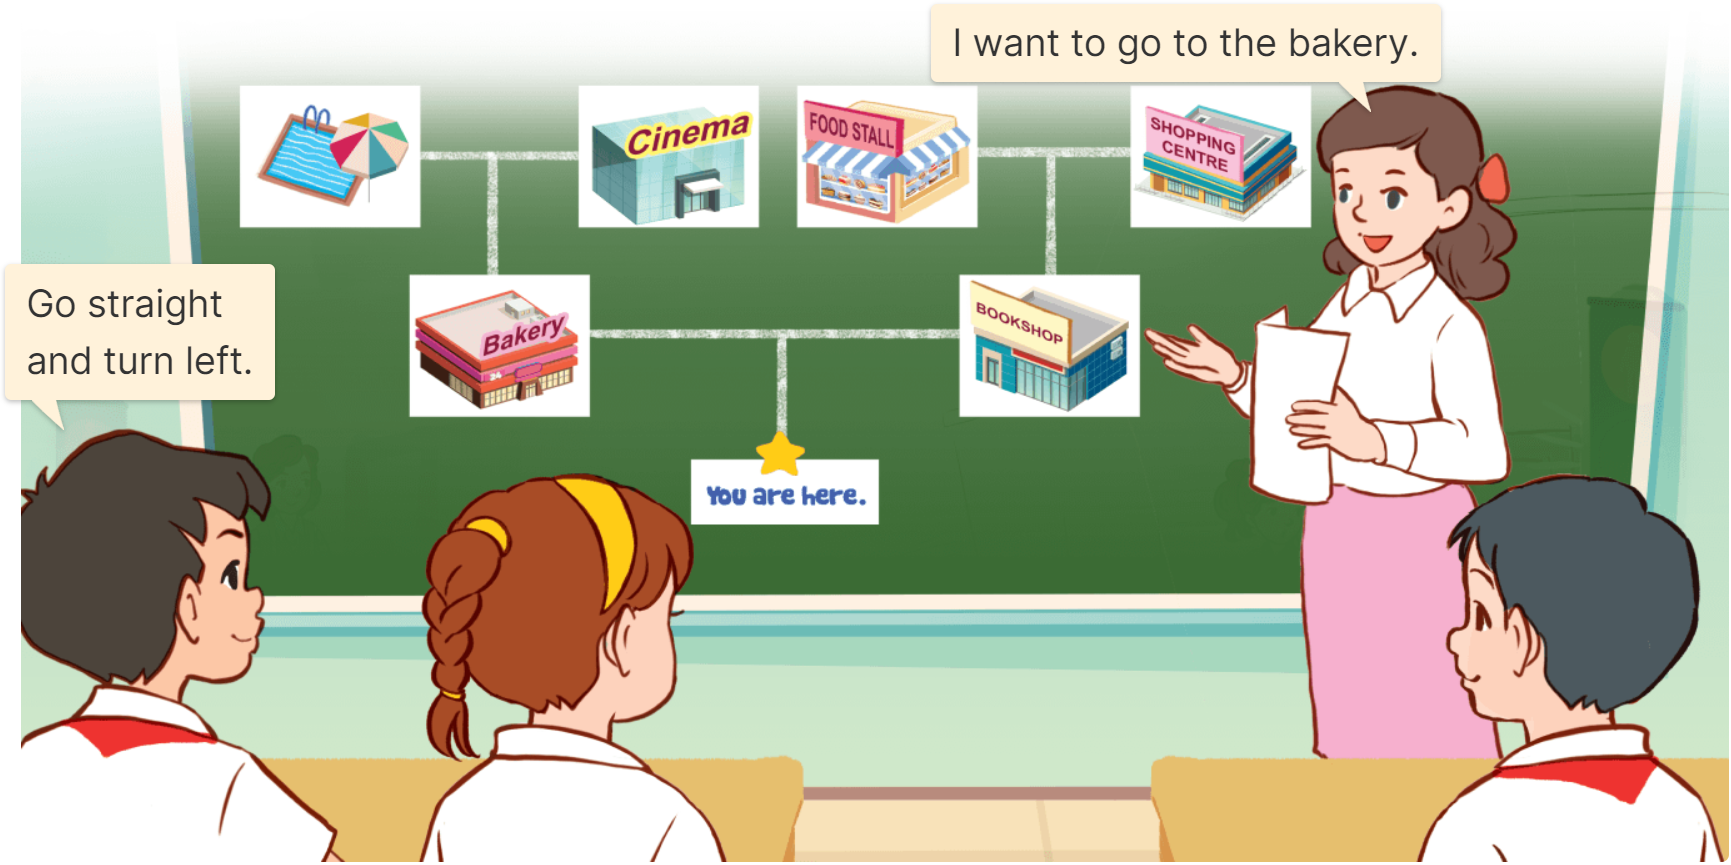 I want to go to the bakery.
Cinema
FOOD STALL
SHOPPING
CENTRE
Go straight
and turn left.
Bakery
24
BOOKSHOP
You are here.